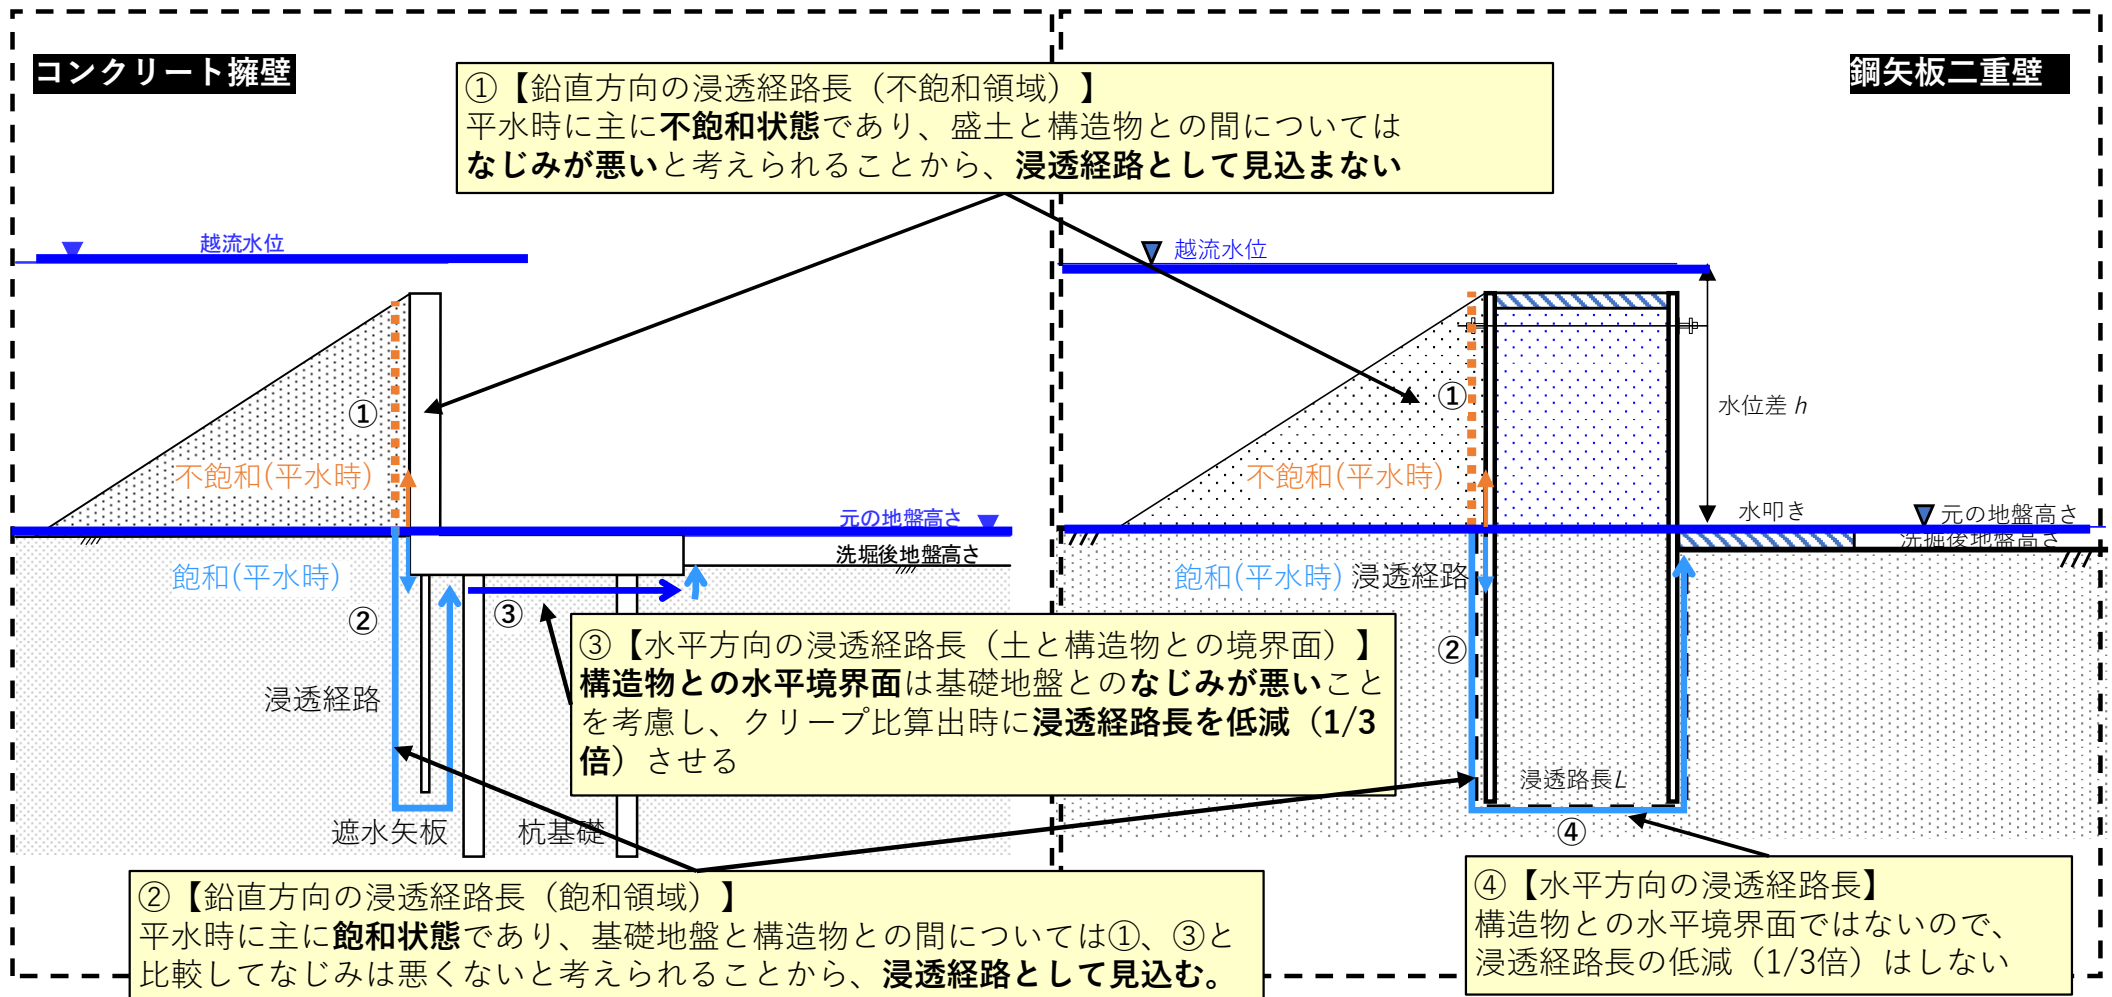 コンクリート擁壁
鋼矢板二重壁
①【鉛直方向の浸透経路長（不飽和領域）】
平水時に主に不飽和状態であり、盛土と構造物との間については
なじみが悪いと考えられることから、浸透経路として見込まない
越流水位
越流水位
①
①
水位差 h
不飽和(平水時)
不飽和(平水時)
元の地盤高さ
水叩き
元の地盤高さ
洗堀後地盤高さ
洗堀後地盤高さ
飽和(平水時)
飽和(平水時)
浸透経路
②
③
②
③【水平方向の浸透経路長（土と構造物との境界面）】
構造物との水平境界面は基礎地盤とのなじみが悪いこと
を考慮し、クリープ比算出時に浸透経路長を低減（1/3
倍）させる
浸透経路
浸透路長L
遮水矢板
杭基礎
④
②【鉛直方向の浸透経路長（飽和領域）】
平水時に主に飽和状態であり、基礎地盤と構造物との間については①、③と
比較してなじみは悪くないと考えられることから、浸透経路として見込む。
④【水平方向の浸透経路長】
構造物との水平境界面ではないので、
浸透経路長の低減（1/3倍）はしない